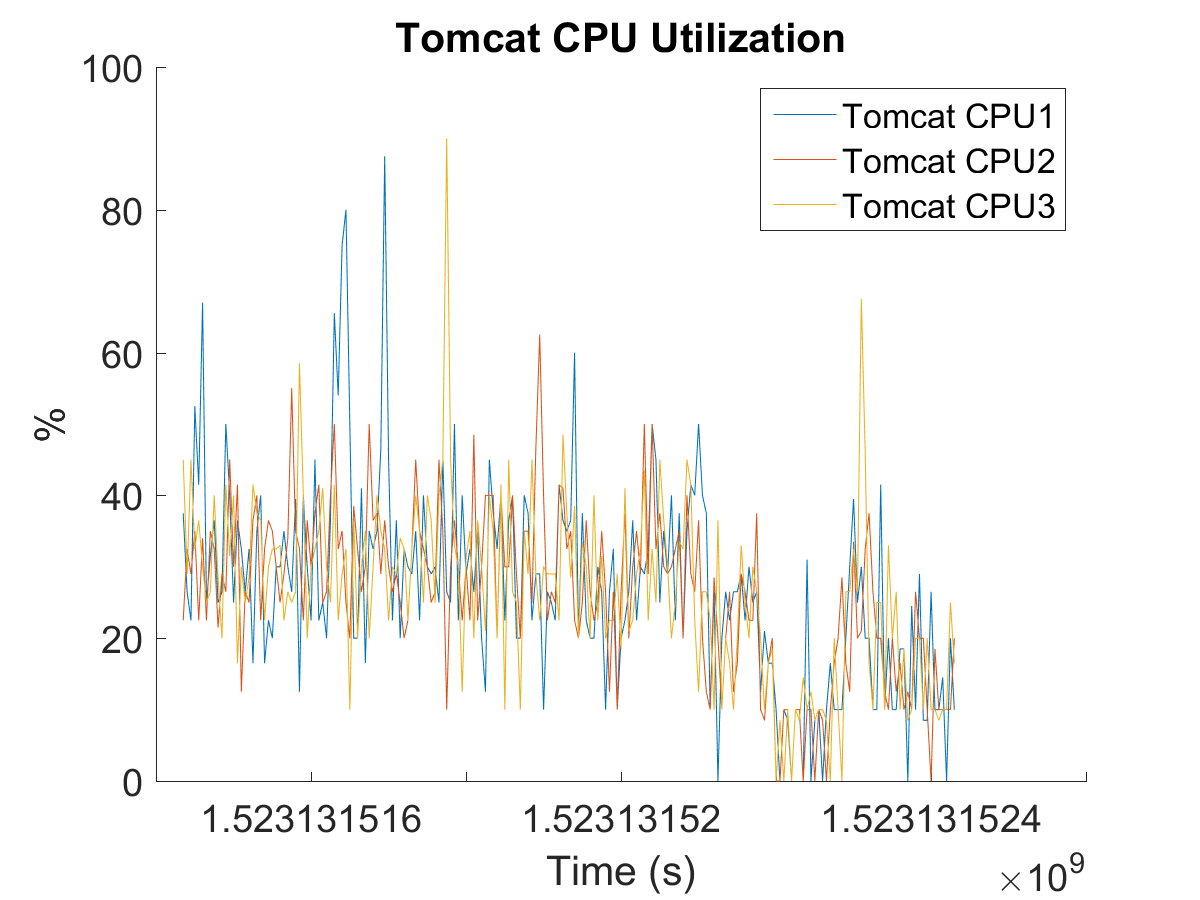 Tomcat CPU Utilization
100
80
60
40
20
0
%
Tomcat CPU1
Tomcat CPU2
Tomcat CPU3
1.523131516
1.52313152
1.523131524
Time (s)
×10⁹